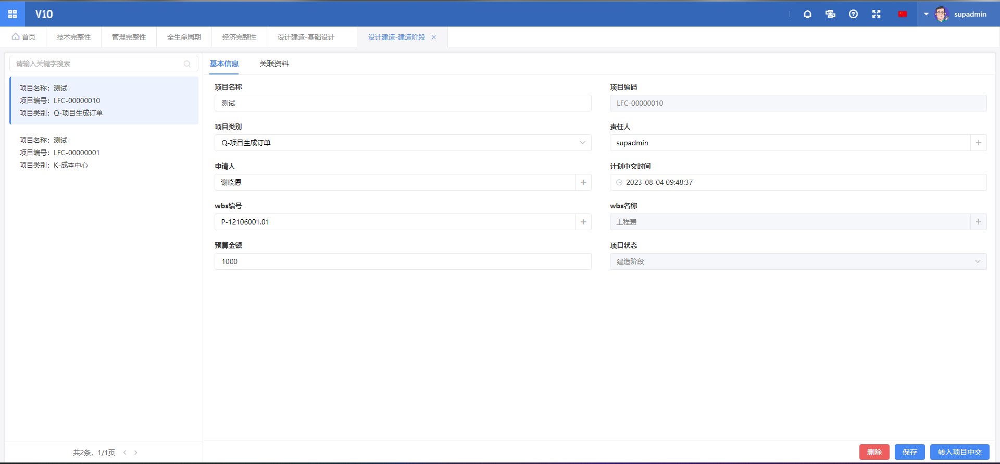 V10
supadmin
首页
技术完整性
管理完整性
全生命周期
经济完整性
设计建造-基础设计
设计建造-建造阶段
请输入关键字搜索
项目名称：测试
项目编号：LFC-00000010
项目类别：Q-项目生成订单
项目名称：测试
项目编号：LFC-00000001
项目类别：K-成本中心
共2条，1/1页
基本信息
关联资料
项目名称
测试
项目编码
LFC-00000010
项目类别
Q-项目生成订单
责任人
supadmin
申请人
谢晓恩
计划中交时间
2023-08-04 09:48:37
wbs编号
P-12106001.01
wbs名称
工程费
预算金额
1000
项目状态
建造阶段
删除
保存
转入项目中交